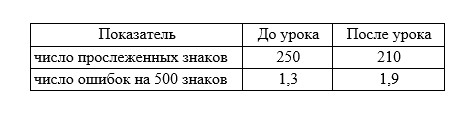 Показатель До урока После урока
число прослеженных знаков 250 210
число ошибок на 500 знаков 1,3 1,9